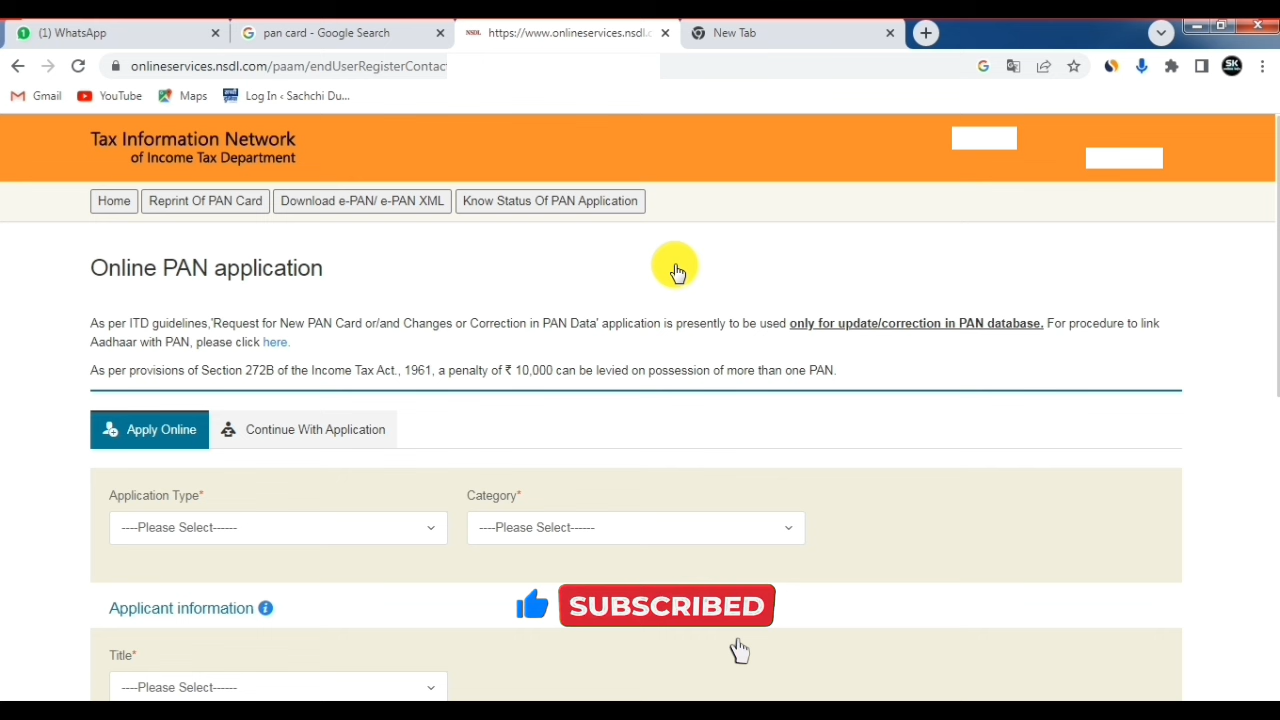 1 (1) WhatsApp
G pan card - Google Search
NSDL https://www.onlineservices.nsdl.c
New Tab
onlineservices.nsdl.com/paam/endUserRegisterContac
SK
Gmail YouTube Maps Log In ‹ Sachchi Du...
Tax Information Network
of Income Tax Department
Home Reprint Of PAN Card Download e-PAN/ e-PAN XML Know Status Of PAN Application
Online PAN application
As per ITD guidelines,'Request for New PAN Card or/and Changes or Correction in PAN Data' application is presently to be used only for update/correction in PAN database. For procedure to link
Aadhaar with PAN, please click here.
As per provisions of Section 272B of the Income Tax Act., 1961, a penalty of ₹ 10,000 can be levied on possession of more than one PAN.
Apply Online Continue With Application
Application Type* Category*
----Please Select------ ----Please Select------
Applicant information i
SUBSCRIBED
Title*
----Please Select------